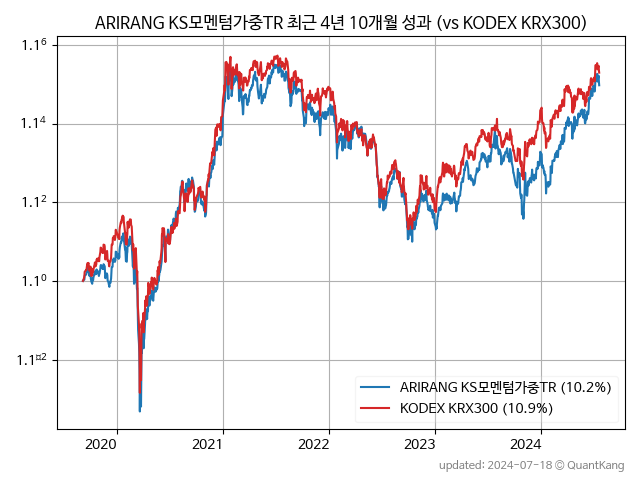 ARIRANG KS모멘텀가중TR 최근 4년 10개월 성과 (vs KODEX KRX300)
1.1⁶
1.1⁴
1.1²
1.1⁰
1.1¤²
ARIRANG KS모멘텀가중TR (10.2%)
KODEX KRX300 (10.9%)
2020 2021 2022 2023 2024
updated: 2024-07-18 © QuantKang